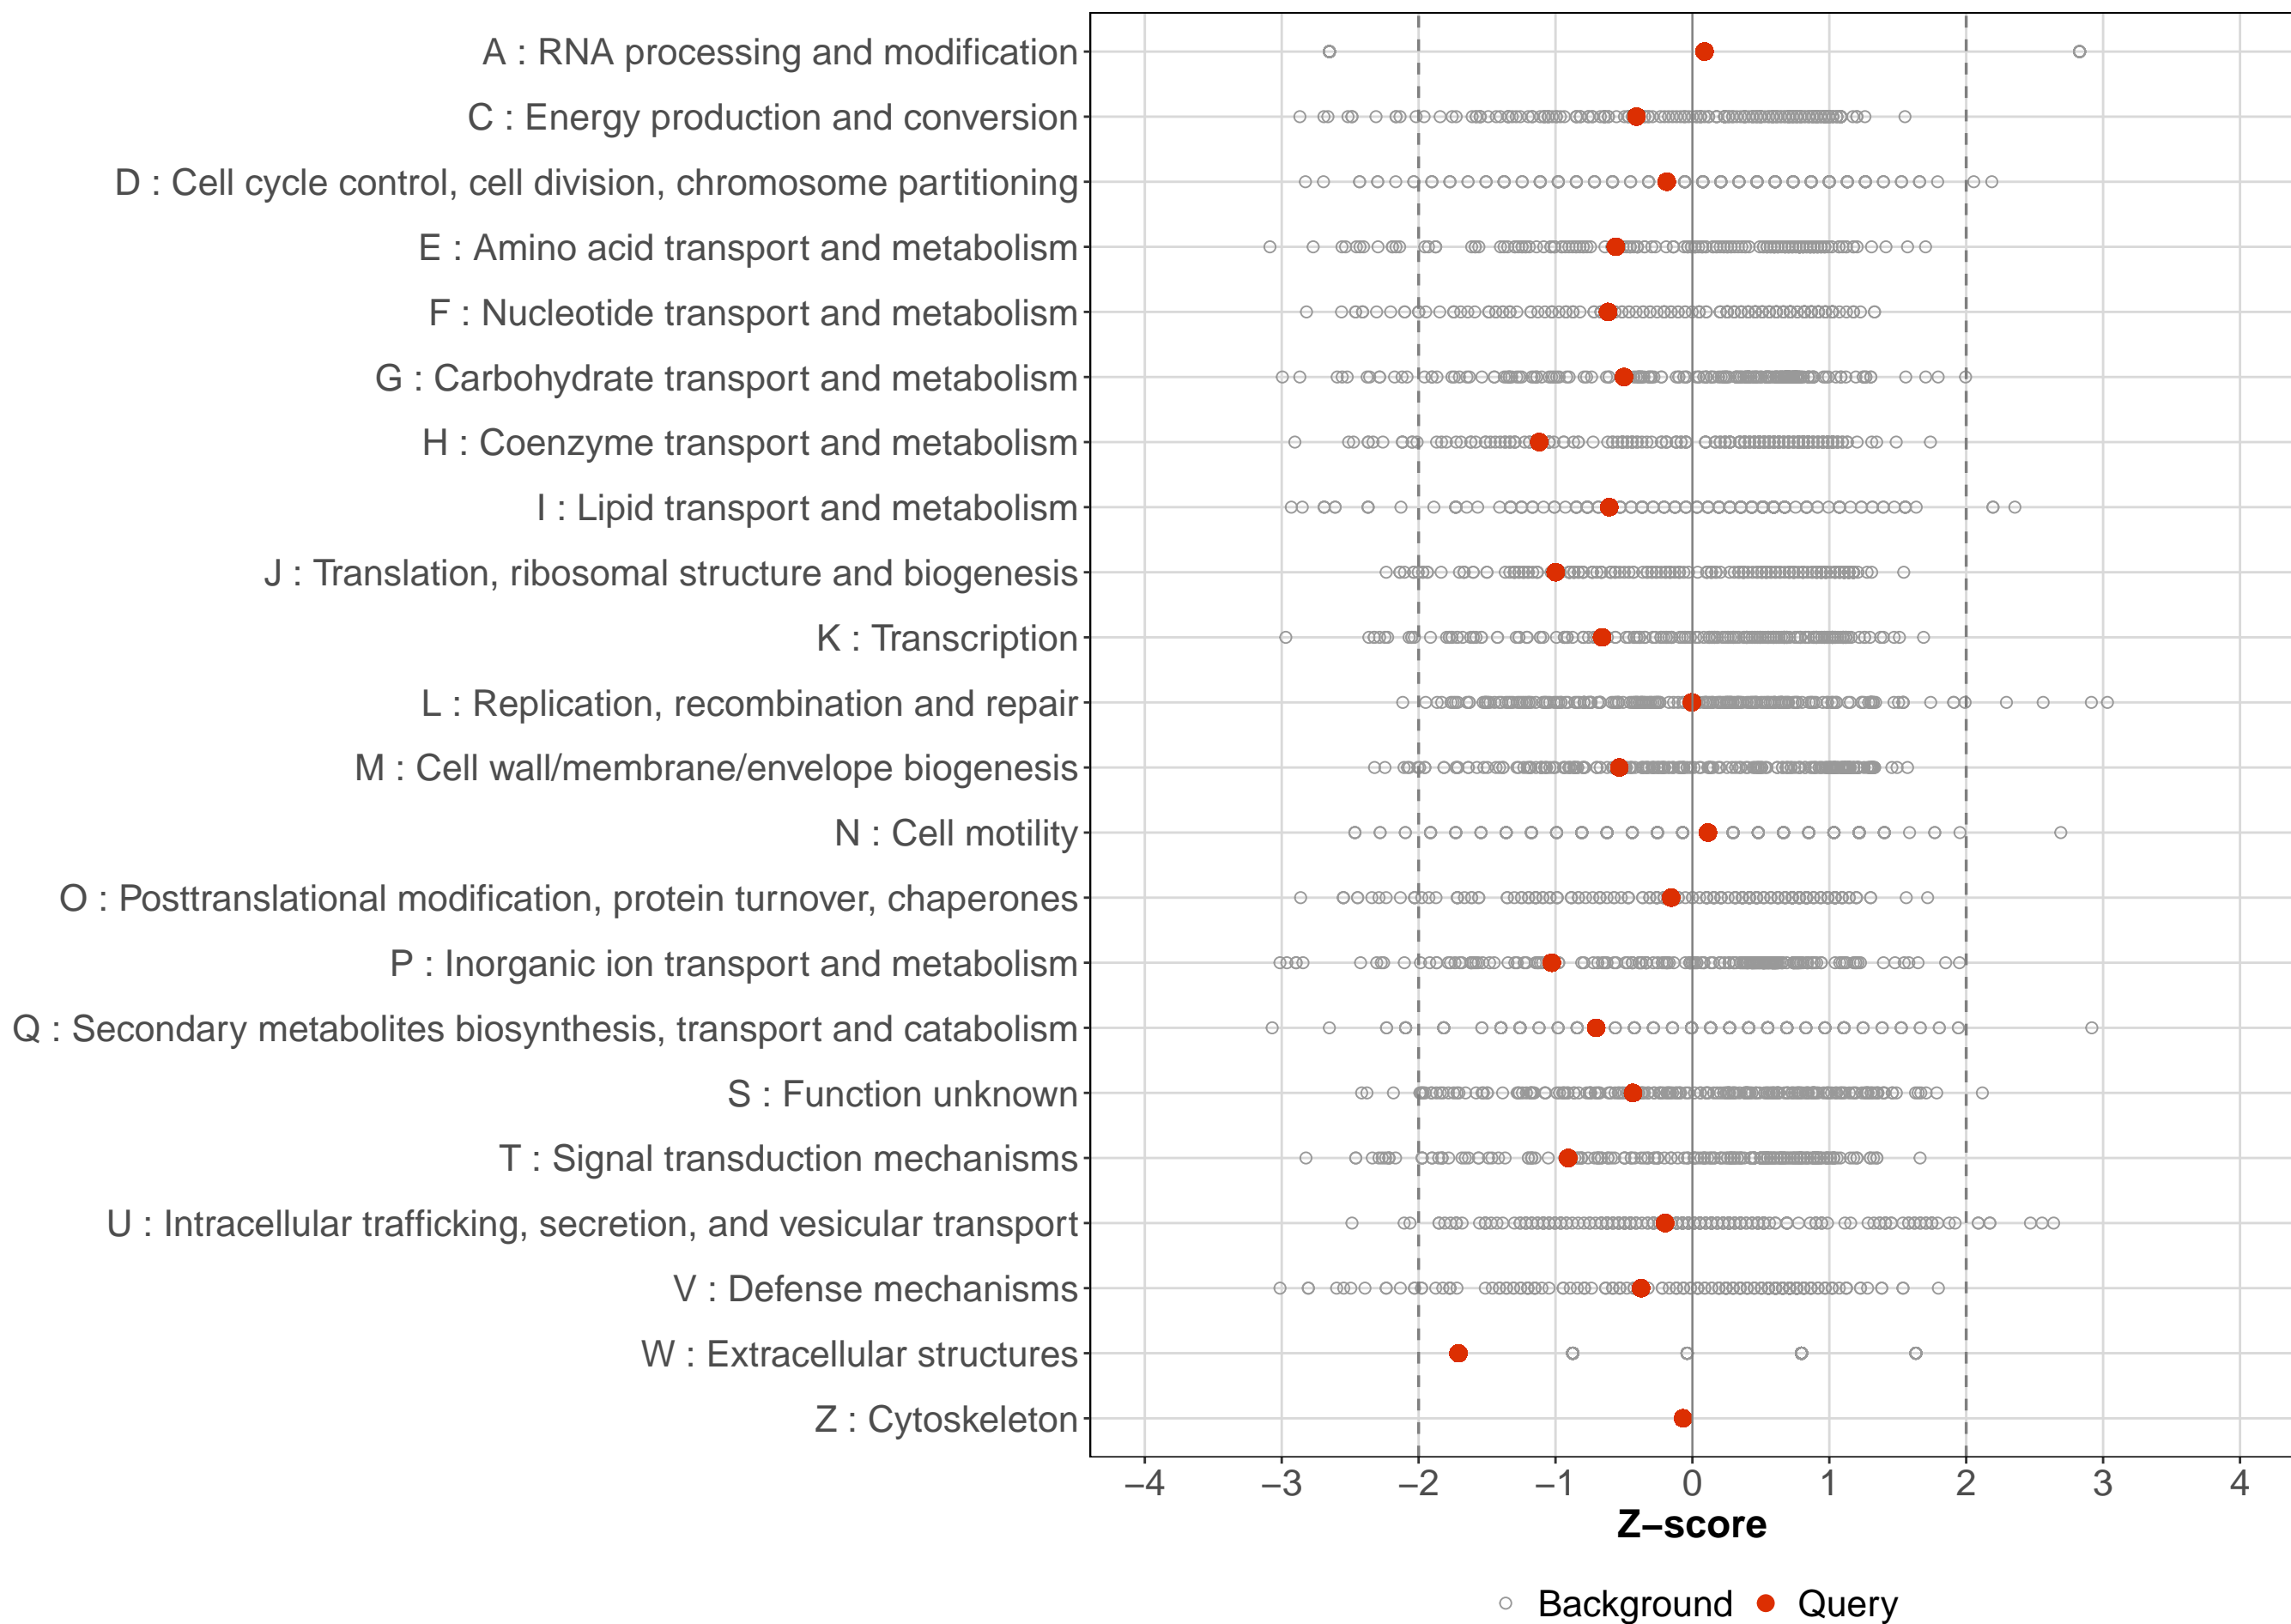 A : RNA processing and modification
C : Energy production and conversion
D : Cell cycle control, cell division, chromosome partitioning
E : Amino acid transport and metabolism
F : Nucleotide transport and metabolism
G : Carbohydrate transport and metabolism
H : Coenzyme transport and metabolism
I : Lipid transport and metabolism
J : Translation, ribosomal structure and biogenesis
K : Transcription
L : Replication, recombination and repair
M : Cell wall/membrane/envelope biogenesis
N : Cell motility
O : Posttranslational modification, protein turnover, chaperones
P : Inorganic ion transport and metabolism
Q : Secondary metabolites biosynthesis, transport and catabolism
S : Function unknown
T : Signal transduction mechanisms
U : Intracellular trafficking, secretion, and vesicular transport
V : Defense mechanisms
W : Extracellular structures
Z : Cytoskeleton
−4 −3 −2 −1 0 1 2 3 4
Z−score
Background Query